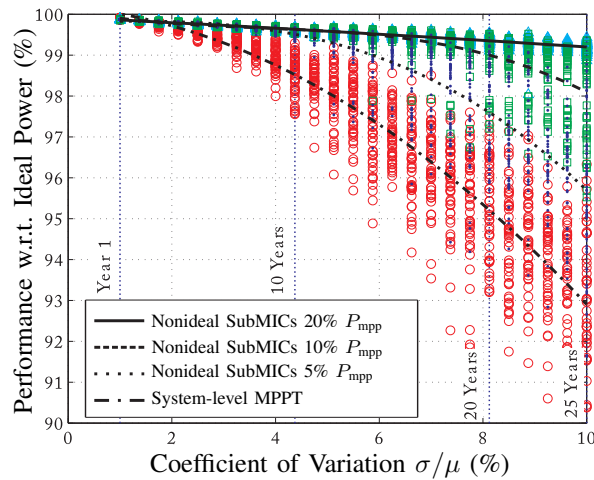 Performance w.r.t. Ideal Power (%)
100
99
98
97
96
95
94
93
92
91
90
Year 1
10 Years
20 Years
25 Years
Nonideal SubMICs 20% Pmpp
Nonideal SubMICs 10% Pmpp
Nonideal SubMICs 5% Pmpp
System-level MPPT
0 2 4 6 8 10
Coefficient of Variation σ/μ (%)